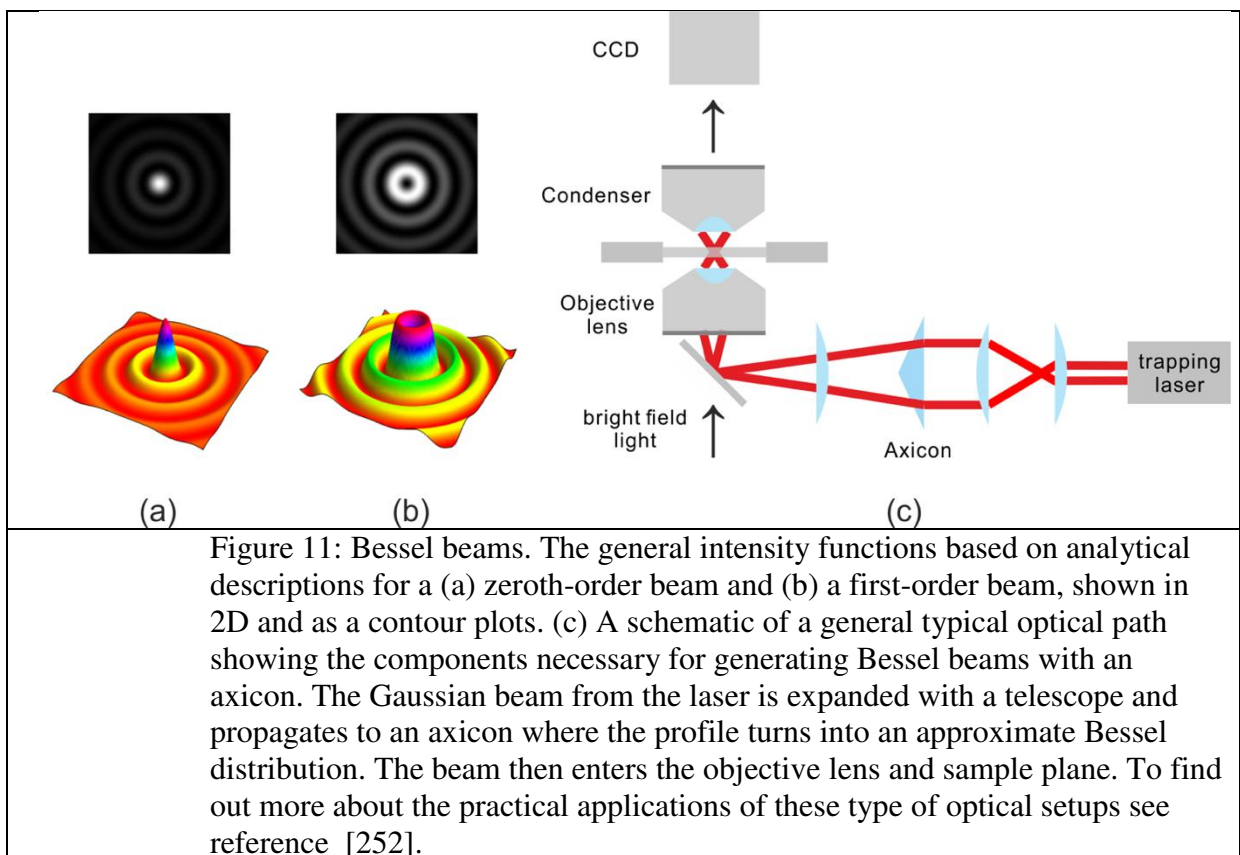 CCD
Condenser
Objective
lens
bright field
light
Axicon
trapping
laser
(a)
(b)
(c)
Figure 11: Bessel beams. The general intensity functions based on analytical
descriptions for a (a) zeroth-order beam and (b) a first-order beam, shown in
2D and as a contour plots. (c) A schematic of a general typical optical path
showing the components necessary for generating Bessel beams with an
axicon. The Gaussian beam from the laser is expanded with a telescope and
propagates to an axicon where the profile turns into an approximate Bessel
distribution. The beam then enters the objective lens and sample plane. To find
out more about the practical applications of these type of optical setups see
reference [252].